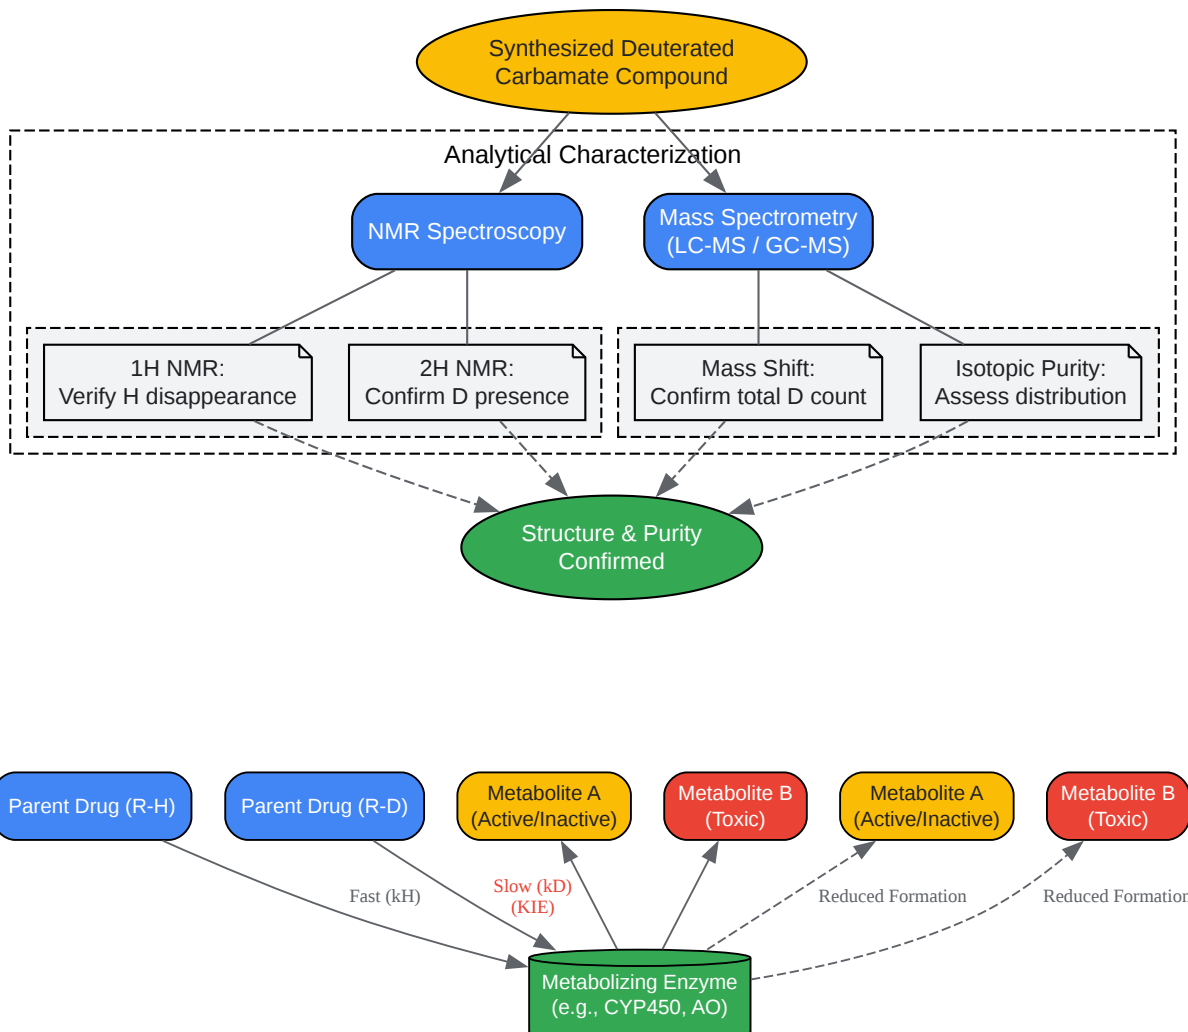 Synthesized Deuterated
Carbamate Compound
Analytical Characterization
NMR Spectroscopy
Mass Spectrometry
(LC-MS / GC-MS)
1H NMR:
Verify H disappearance
2H NMR:
Confirm D presence
Mass Shift:
Confirm total D count
Isotopic Purity:
Assess distribution
Structure & Purity
Confirmed
Parent Drug (R-H)
Parent Drug (R-D)
Metabolite A
(Active/Inactive)
Metabolite B
(Toxic)
Metabolite A
(Active/Inactive)
Metabolite B
(Toxic)
Fast (kH)
Slow (kD)
(KIE)
Reduced Formation
Reduced Formation
Metabolizing Enzyme
(e.g., CYP450, AO)